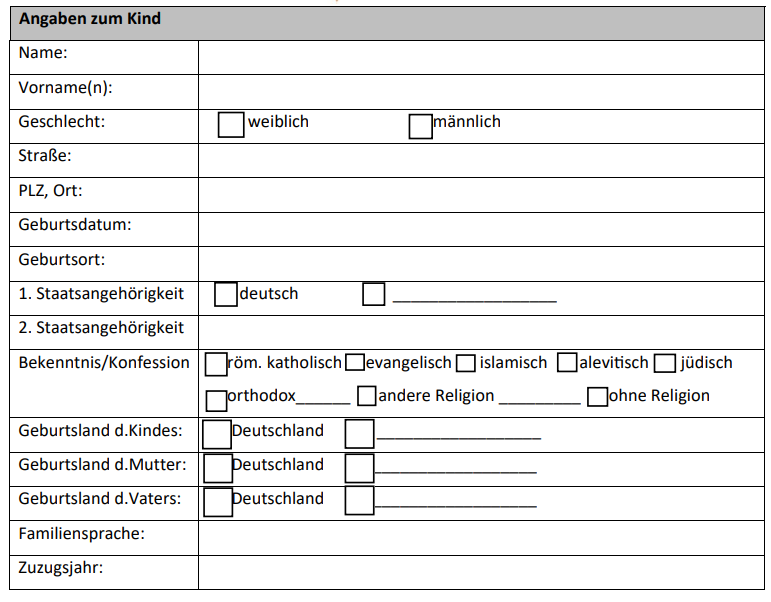 Angaben zum Kind
Name:
Vorname(n):
Geschlecht: weiblich männlich
Straße:
PLZ, Ort:
Geburtsdatum:
Geburtsort:
1. Staatsangehörigkeit deutsch __________________
2. Staatsangehörigkeit
Bekenntnis/Konfession röm. katholisch evangelisch islamisch alevitisch jüdisch
orthodox______ andere Religion _________ ohne Religion
Geburtsland d.Kindes: Deutschland __________________
Geburtsland d.Mutter: Deutschland __________________
Geburtsland d.Vaters: Deutschland __________________
Familiensprache:
Zuzugsjahr: